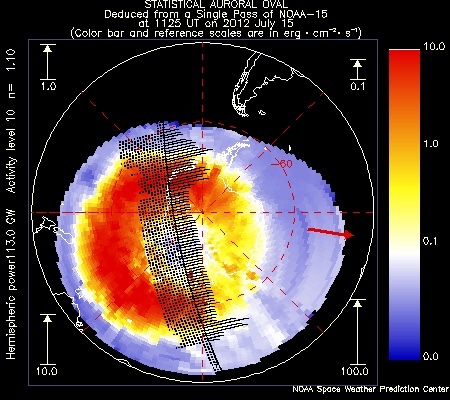 STATISTICAL AURORAL OVAL
Deduced from a Single Pass of NOAA-15
at 1125 UT on 2012 July 15
(Color bar and reference scales are in erg·cm⁻²·s⁻¹)
Hemispheric power 113.0 GW Activity level 10 n= 1.10
1.0
0.1
10.0
100.0
-60
10.0
1.0
0.1
0.0
NOAA Space Weather Prediction Center